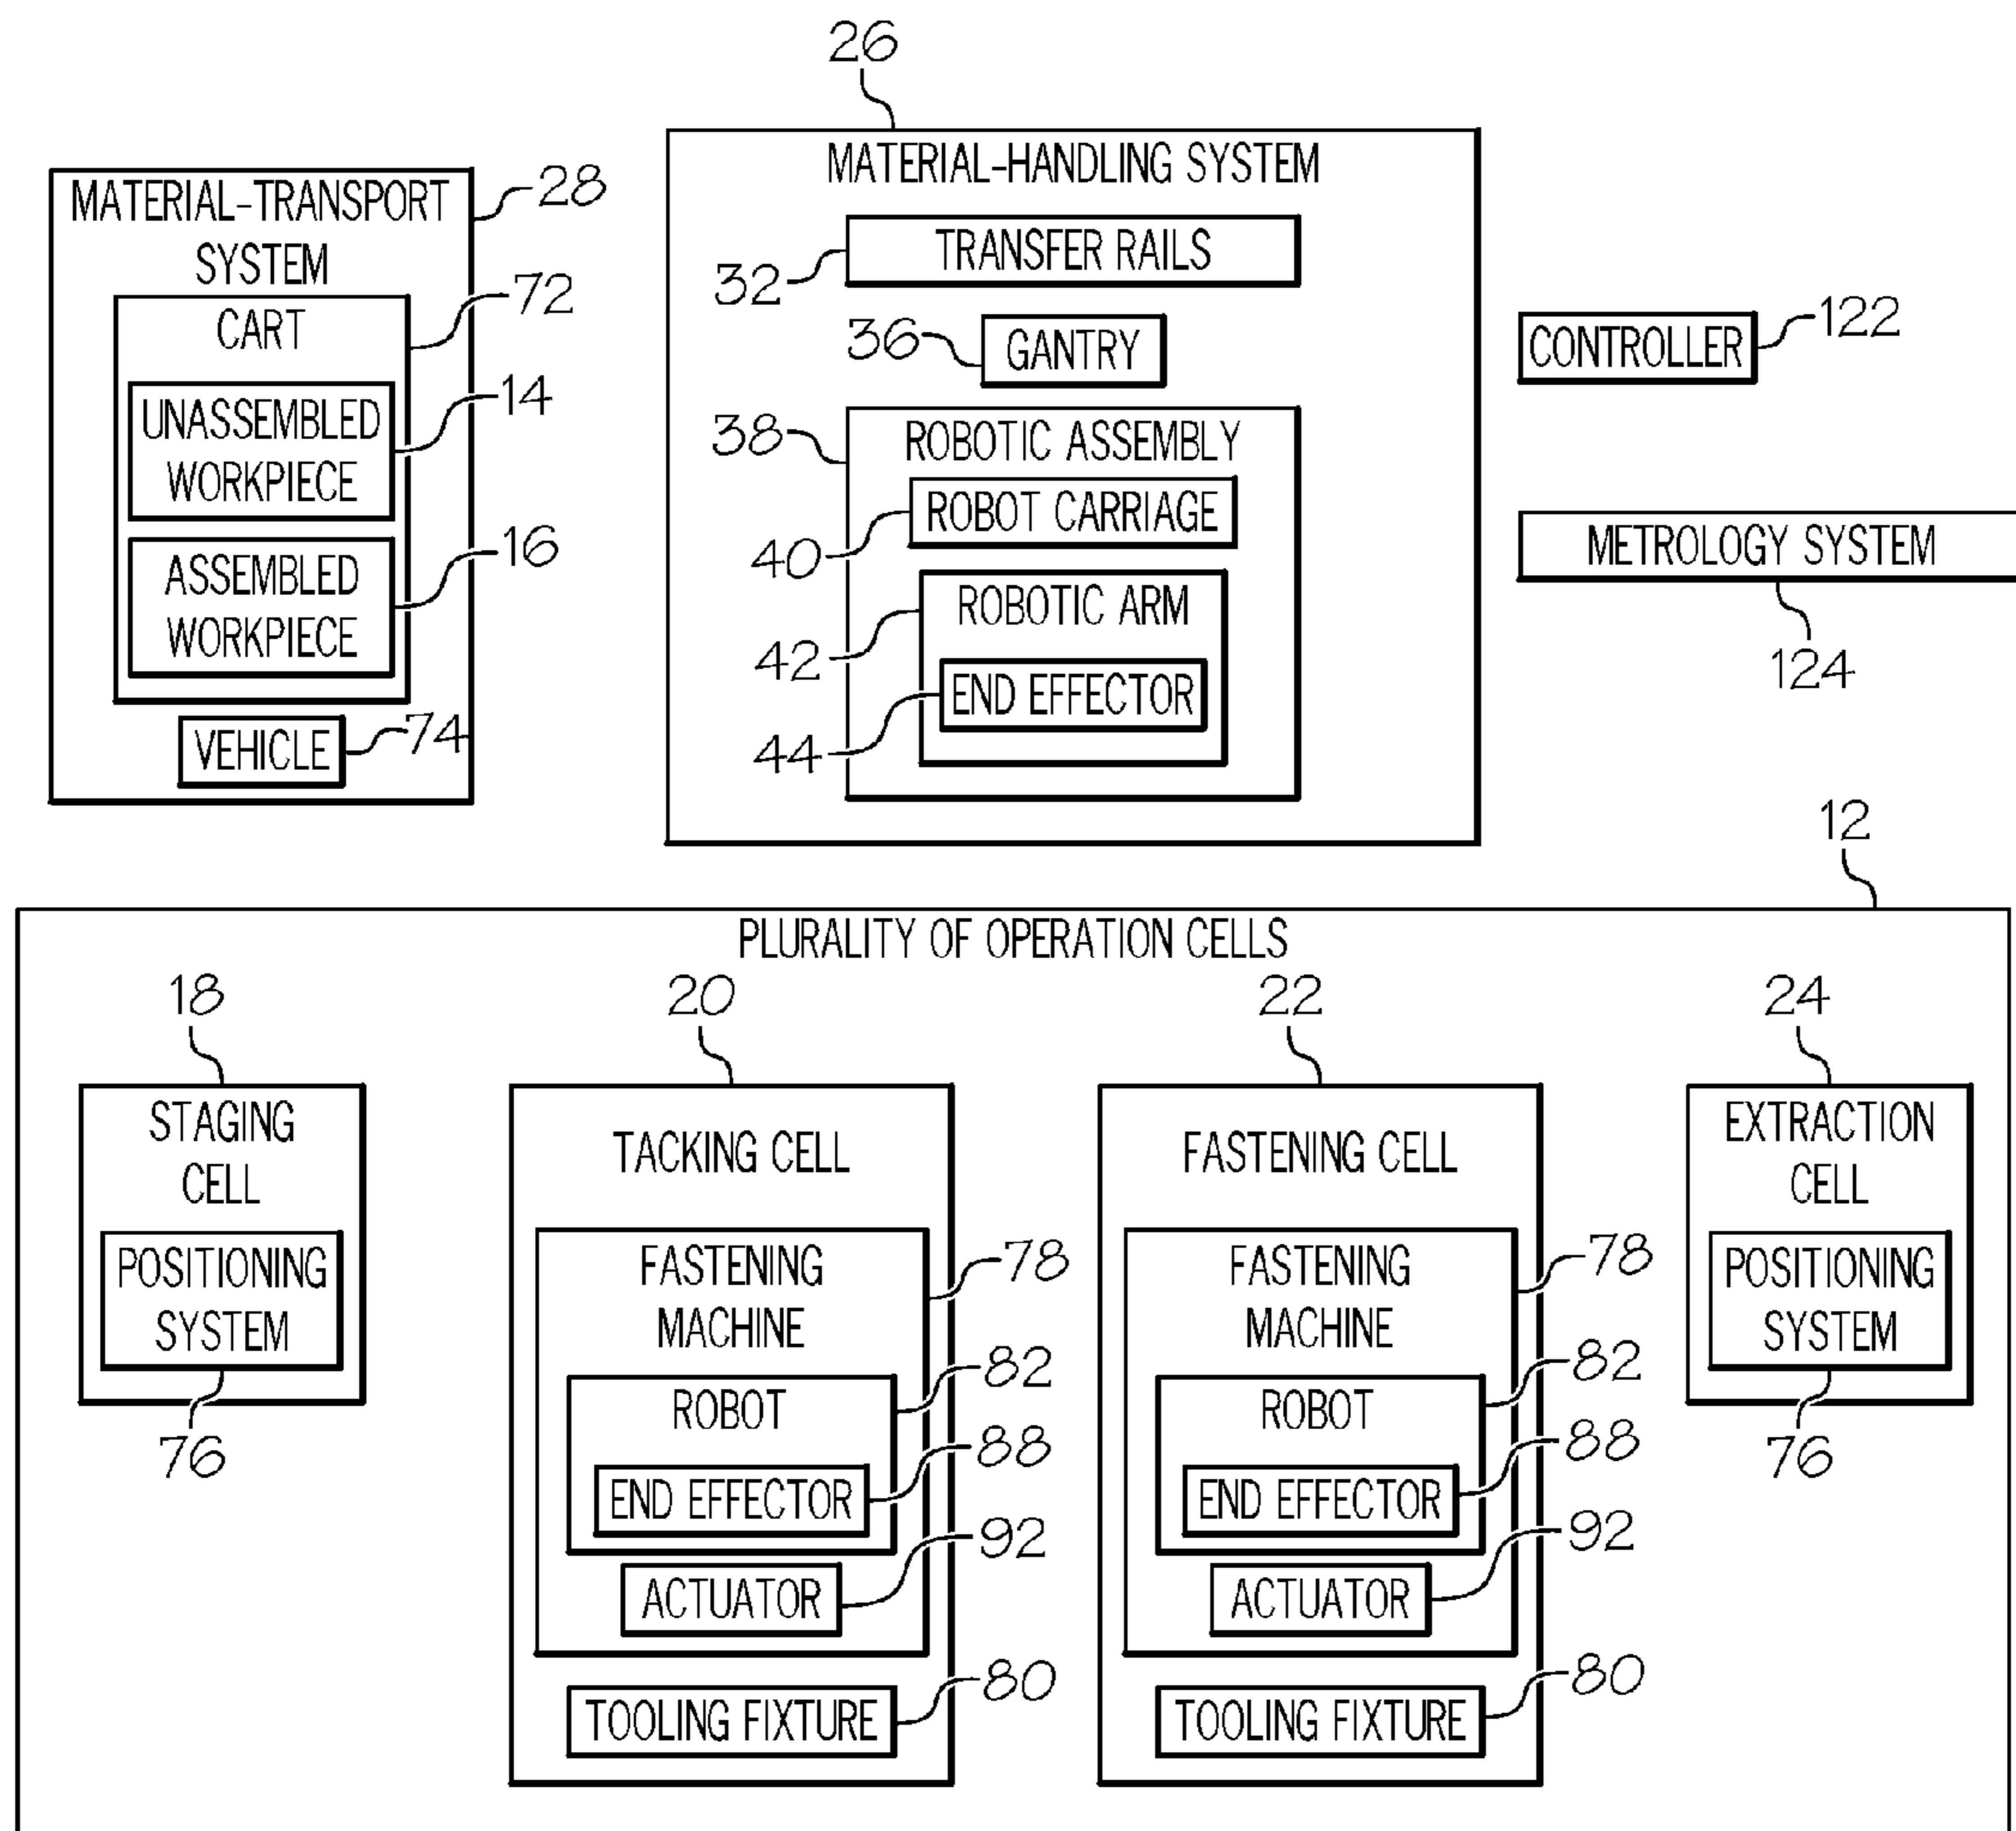 26
MATERIAL-HANDLING SYSTEM
TRANSFER RAILS
32
GANTRY
36
ROBOTIC ASSEMBLY
38
ROBOT CARRIAGE
40
ROBOTIC ARM
42
END EFFECTOR
44
MATERIAL-TRANSPORT
SYSTEM
28
CART
72
UNASSEMBLED
WORKPIECE
14
ASSEMBLED
WORKPIECE
16
VEHICLE
74
CONTROLLER
122
METROLOGY SYSTEM
124
12
PLURALITY OF OPERATION CELLS
18
STAGING
CELL
POSITIONING
SYSTEM
76
20
TACKING CELL
FASTENING
MACHINE
78
ROBOT
82
END EFFECTOR
88
ACTUATOR
92
TOOLING FIXTURE
80
22
FASTENING CELL
FASTENING
MACHINE
78
ROBOT
82
END EFFECTOR
88
ACTUATOR
92
TOOLING FIXTURE
80
24
EXTRACTION
CELL
POSITIONING
SYSTEM
76